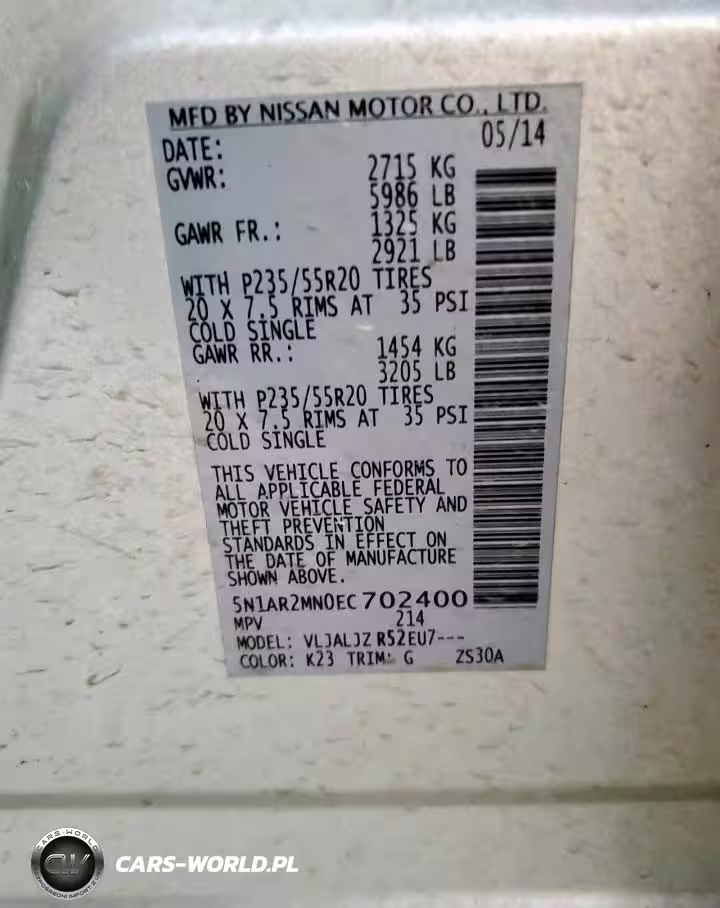 MFD BY NISSAN MOTOR CO., LTD.
DATE: 05/14
GVWR: 2715 KG
5986 LB
GAWR FR.: 1325 KG
2921 LB
WITH P235/55R20 TIRES
20 X 7.5 RIMS AT 35 PSI
COLD SINGLE
GAWR RR.: 1454 KG
3205 LB
WITH P235/55R20 TIRES
20 X 7.5 RIMS AT 35 PSI
COLD SINGLE
THIS VEHICLE CONFORMS TO
ALL APPLICABLE FEDERAL
MOTOR VEHICLE SAFETY AND
THEFT PREVENTION
STANDARDS IN EFFECT ON
THE DATE OF MANUFACTURE
SHOWN ABOVE.
5N1AR2MN0EC702400
MPV 214
MODEL: VLJALJZ R52EU7---
COLOR: K23 TRIM: G ZS30A
CARS-WORLD
CW
CARS-WORLD.PL